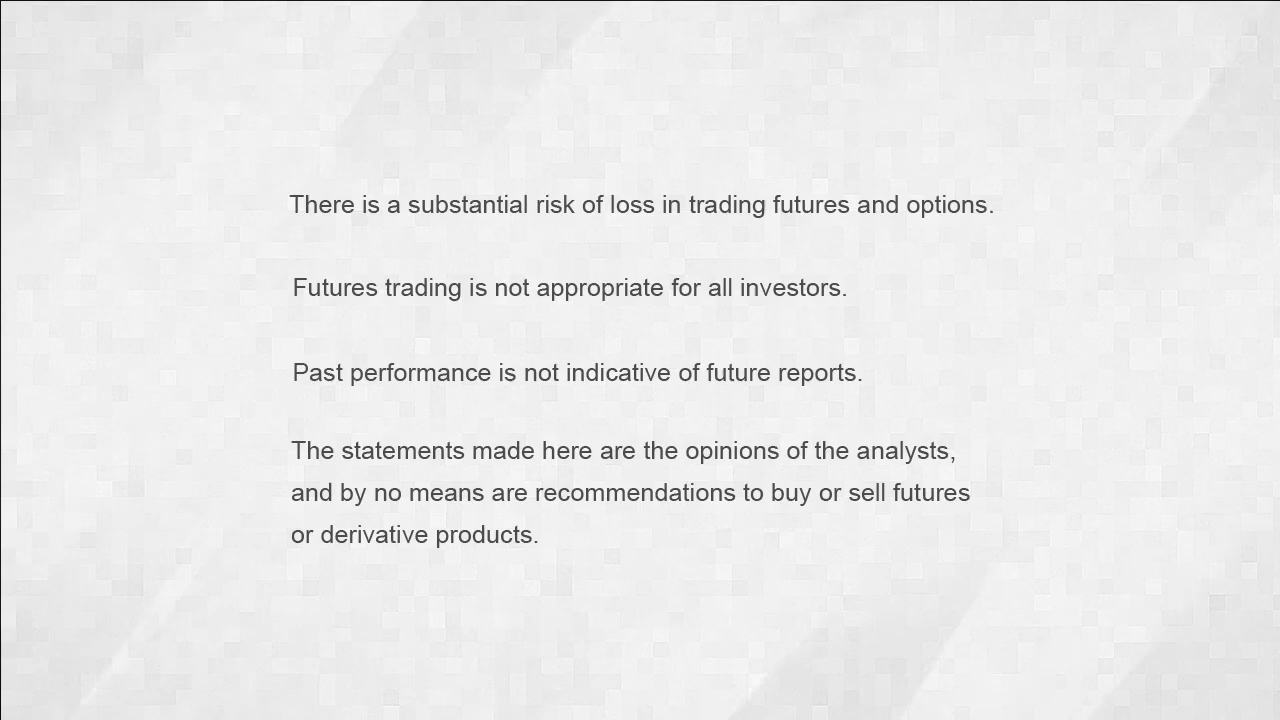 There is a substantial risk of loss in trading futures and options.
Futures trading is not appropriate for all investors.
Past performance is not indicative of future reports.
The statements made here are the opinions of the analysts,
and by no means are recommendations to buy or sell futures
or derivative products.